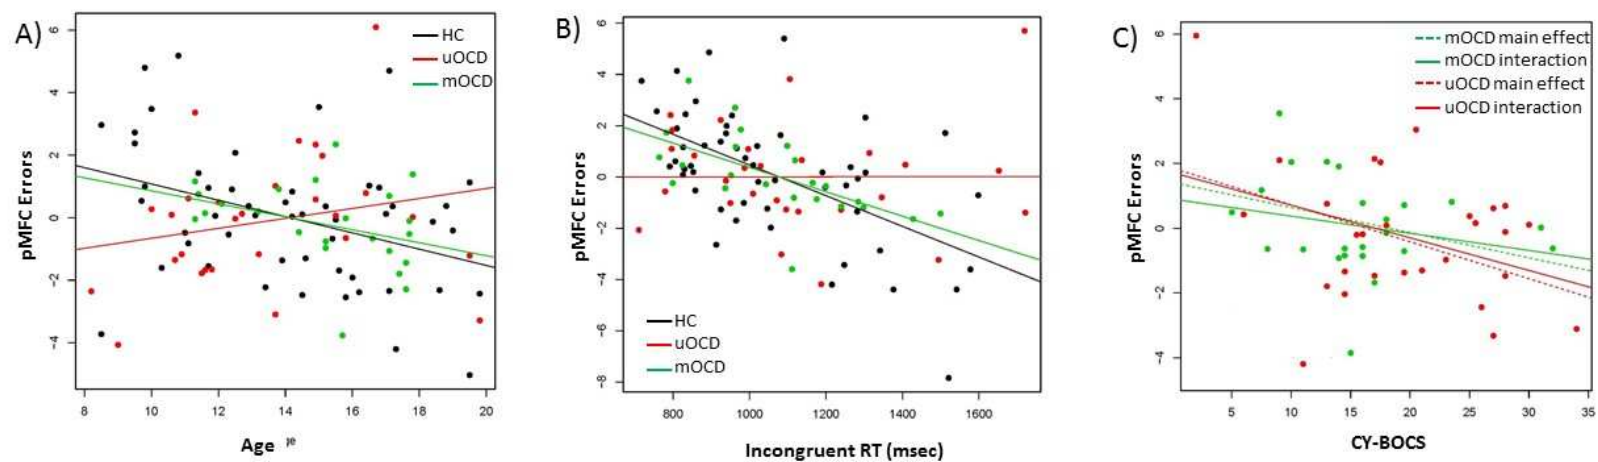 A)
HC
uOCD
mOCD
pMFC Errors
6
4
2
0
−2
−4
8 10 12 14 16 18 20
Age ge
B)
pMFC Errors
6
4
2
0
−2
−4
−6
−8
HC
uOCD
mOCD
800 1000 1200 1400 1600
Incongruent RT (msec)
C)
mOCD main effect
mOCD interaction
uOCD main effect
uOCD interaction
pMFC Errors
6
4
2
0
−2
−4
5 10 15 20 25 30 35
CY-BOCS